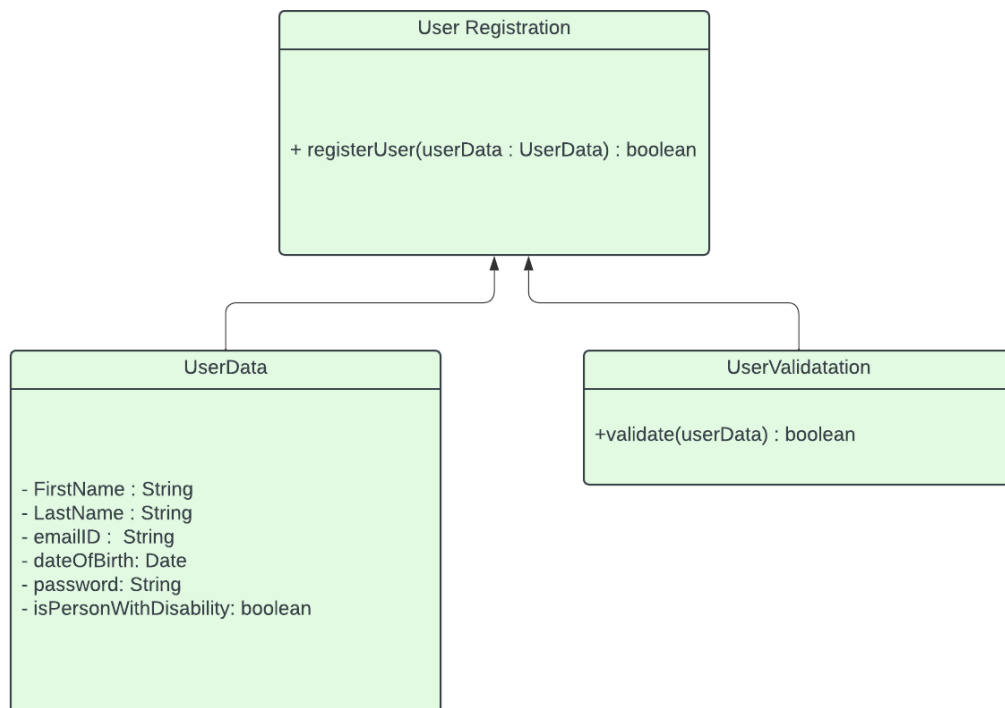 User Registration
+ registerUser(userData : UserData) : boolean
UserData
- FirstName : String
- LastName : String
- emailID :  String
- dateOfBirth: Date
- password: String
- isPersonWithDisability: boolean
UserValidatation
+validate(userData) : boolean